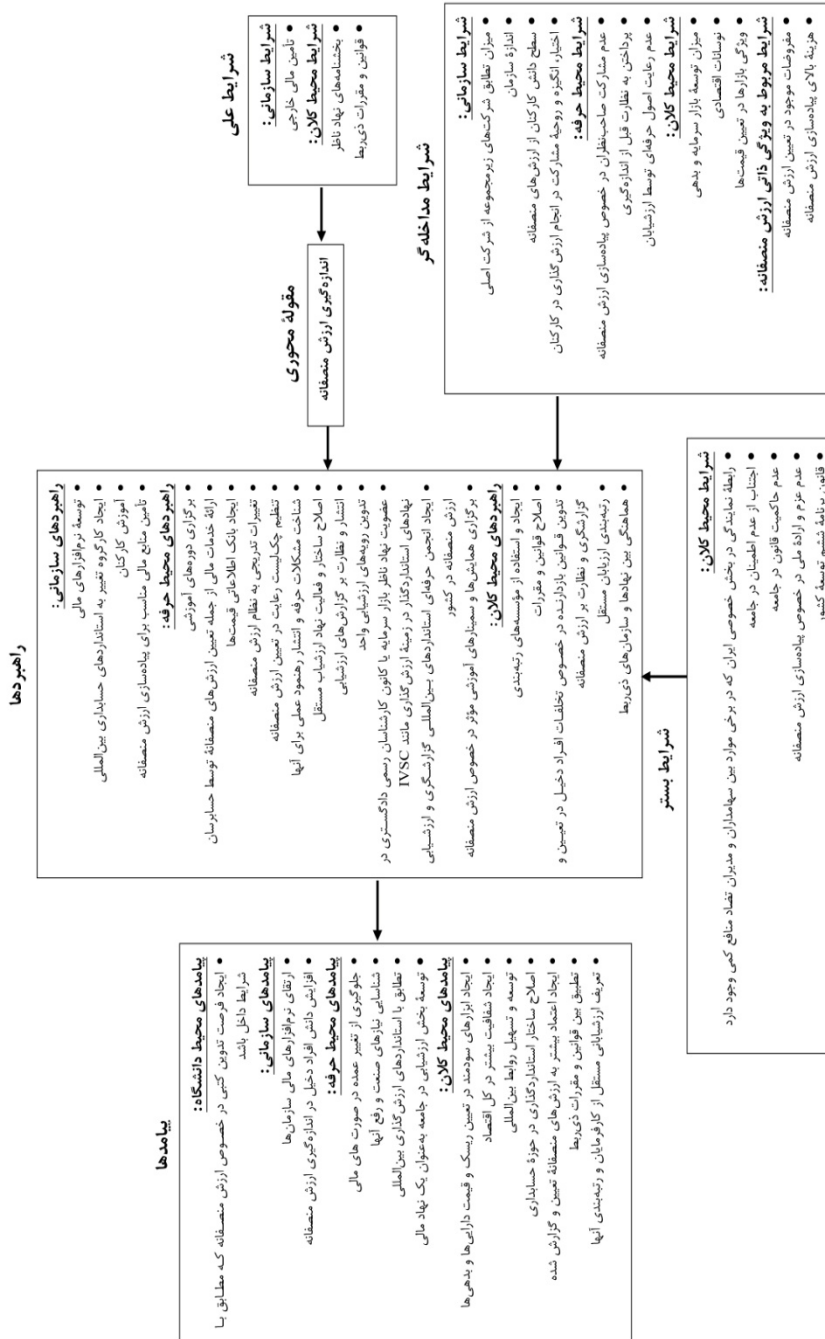 شرایط علی
شرایط سازمانی:
• تأمین مالی خارجی
شرایط محیط کلان:
• بخشنامه‌های نهاد ناظر
• قوانین و مقررات ذی‌ربط
مقولهٔ محوری
اندازه‌گیری ارزش منصفانه
شرایط مداخله‌گر
شرایط سازمانی:
• میزان تطابق شرکت‌های زیرمجموعه از شرکت اصلی
• اندازهٔ سازمان
• سطح دانش کارکنان از ارزش‌های منصفانه
• اختیار، انگیزه و روحیهٔ مشارکت در انجام ارزش‌گذاری در کارکنان
شرایط محیط حرفه:
• عدم مشارکت صاحب‌نظران در خصوص پیاده‌سازی ارزش منصفانه
• پرداختن به نظارت قبل از اندازه‌گیری
• عدم رعایت اصول حرفه‌ای توسط ارزشیابان
شرایط محیط کلان:
• میزان توسعهٔ بازار سرمایه و بدهی
• نوسانات اقتصادی
• ویژگی بازارها در تعیین قیمت‌ها
شرایط مربوط به ویژگی ذاتی ارزش منصفانه:
• مفروضات موجود در تعیین ارزش منصفانه
• هزینهٔ بالای پیاده‌سازی ارزش منصفانه
راهبردها
راهبردهای سازمانی:
• توسعهٔ نرم‌افزارهای مالی
• ایجاد کارگروه تغییر به استانداردهای حسابداری بین‌المللی
• آموزش کارکنان
• تأمین منابع مالی مناسب برای پیاده‌سازی ارزش منصفانه
راهبردهای محیط حرفه:
• برگزاری دوره‌های آموزشی
• ارائهٔ خدمات مالی از جمله تعیین ارزش‌های منصفانه توسط حسابرسان
• ایجاد بانک اطلاعاتی قیمت‌ها
• تغییرات تدریجی به نظام ارزش منصفانه
• تنظیم چک‌لیست رعایت در تعیین ارزش منصفانه
• شناخت مشکلات حرفه و انتشار رهنمود عملی برای آنها
• اصلاح ساختار و فعالیت نهاد ارزشیاب مستقل
• انتشار و نظارت بر گزارش‌های ارزشیابی
• تدوین رویه‌های ارزشیابی واحد
• عضویت نهاد ناظر بازار سرمایه یا کانون کارشناسان رسمی دادگستری در
نهادهای استانداردگذار در زمینهٔ ارزش‌گذاری مانند IVSC
• ایجاد انجمن حرفه‌ای استانداردهای بین‌المللی گزارشگری و ارزشیابی
ارزش منصفانه در کشور
• برگزاری همایش‌ها و سمینارهای آموزشی مؤثر در خصوص ارزش منصفانه
راهبردهای محیط کلان:
• ایجاد و استفاده از مؤسسه‌های رتبه‌بندی
• اصلاح قوانین و مقررات
• تدوین قوانین بازدارنده در خصوص تخلفات افراد دخیل در تعیین و
گزارشگری و نظارت بر ارزش منصفانه
• رتبه‌بندی ارزیابان مستقل
• هماهنگی بین نهادها و سازمان‌های ذی‌ربط
شرایط بستر
شرایط محیط کلان:
• رابطهٔ نمایندگی در بخش خصوصی ایران که در برخی موارد بین سهامداران و مدیران تضاد منافع کمی وجود دارد
• اجتناب از عدم اطمینان در جامعه
• عدم حاکمیت قانون در جامعه
• عدم عزم و ارادهٔ ملی در خصوص پیاده‌سازی ارزش منصفانه
• قانون برنامهٔ ششم توسعهٔ کشور
پیامدها
پیامدهای محیط دانشگاه:
• ایجاد فرصت تدوین کتبی در خصوص ارزش منصفانه که مطابق با
شرایط داخل باشد
پیامدهای سازمانی:
• ارتقای نرم‌افزارهای مالی سازمان‌ها
• افزایش دانش افراد دخیل در اندازه‌گیری ارزش منصفانه
پیامدهای محیط حرفه:
• جلوگیری از تغییر عمده در صورت های مالی
• شناسایی نیازهای صنعت و رفع آنها
• تطابق با استانداردهای ارزش‌گذاری بین‌المللی
• توسعهٔ بخش ارزشیابی در جامعه به‌عنوان یک نهاد مالی
پیامدهای محیط کلان:
• ایجاد ابزارهای سودمند در تعیین ریسک و قیمت دارایی‌ها و بدهی‌ها
• ایجاد شفافیت بیشتر در کل اقتصاد
• توسعه و تسهیل روابط بین‌المللی
• اصلاح ساختار استانداردگذاری در حوزهٔ حسابداری
• ایجاد اعتماد بیشتر به ارزش‌های منصفانهٔ تعیین و گزارش شده
• تطبیق بین قوانین و مقررات ذی‌ربط
• تعریف ارزشیابانی مستقل از کارفرمایان و رتبه‌بندی آنها